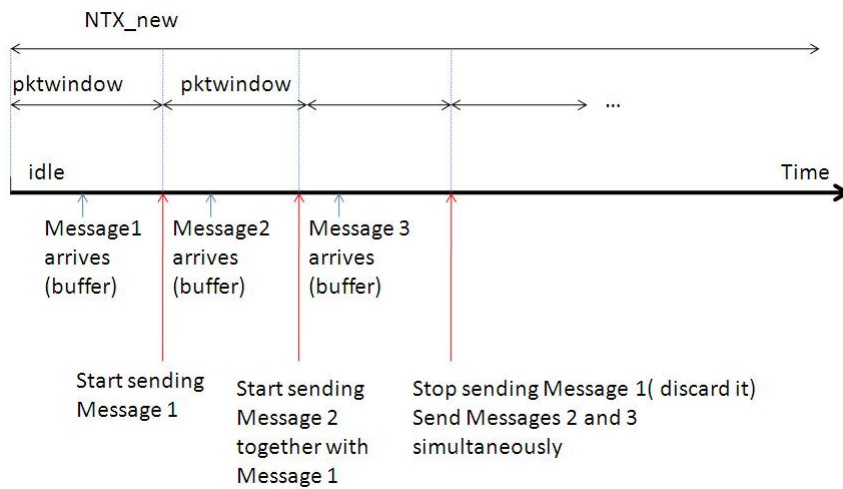 NTX_new
pktwindow
pktwindow
...
idle
Time
Message1
arrives
(buffer)
Message2
arrives
(buffer)
Message 3
arrives
(buffer)
Start sending
Message 1
Start sending
Message 2
together with
Message 1
Stop sending Message 1( discard it)
Send Messages 2 and 3
simultaneously